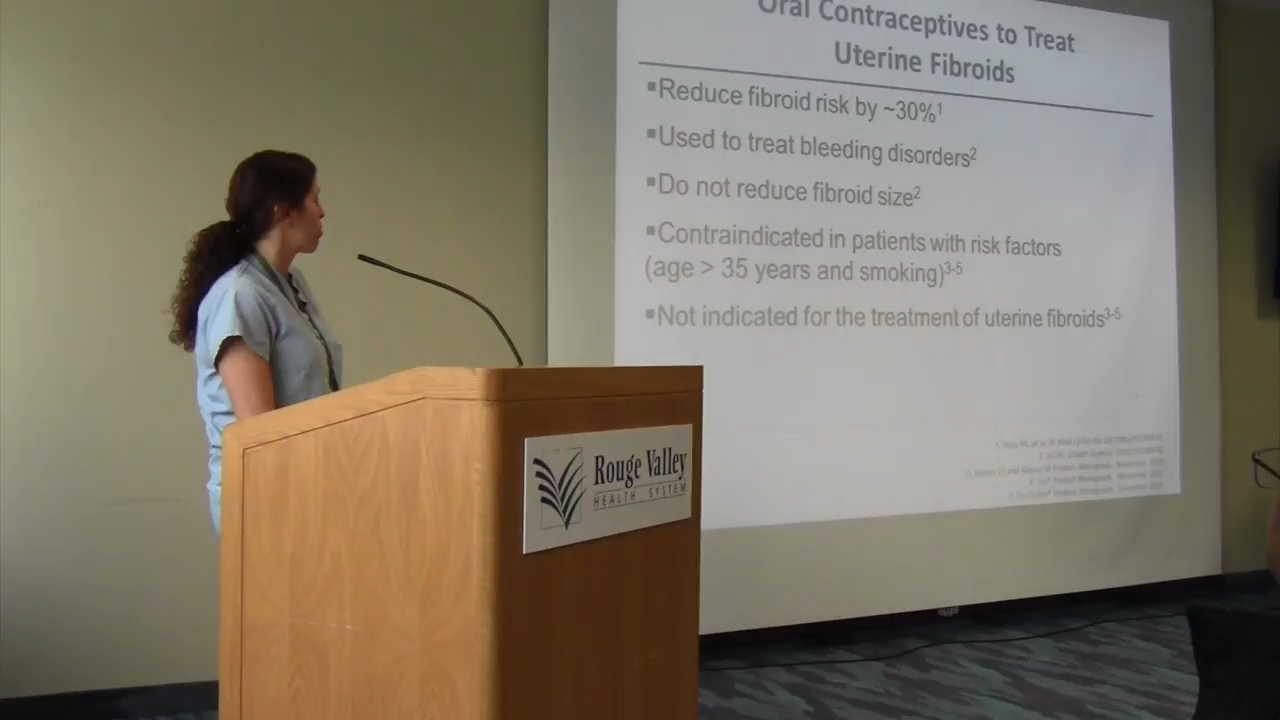 Oral Contraceptives to Treat
Uterine Fibroids
▪Reduce fibroid risk by ~30%¹
▪Used to treat bleeding disorders²
▪Do not reduce fibroid size²
▪Contraindicated in patients with risk factors
(age > 35 years and smoking)³⁻⁵
▪Not indicated for the treatment of uterine fibroids³⁻⁵
Rouge Valley
HEALTH SYSTEM